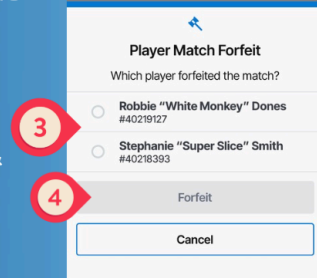 Player Match Forfeit
Which player forfeited the match?
Robbie “White Monkey” Dones
#40219127
3
Stephanie “Super Slice” Smith
#40218393
4
Forfeit
Cancel